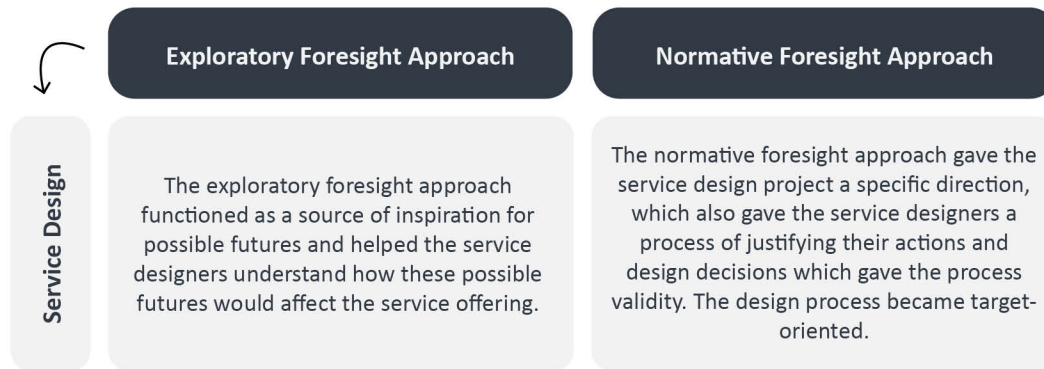 Exploratory Foresight Approach
Normative Foresight Approach
Service Design
The exploratory foresight approach
functioned as a source of inspiration for
possible futures and helped the service
designers understand how these possible
futures would affect the service offering.
The normative foresight approach gave the
service design project a specific direction,
which also gave the service designers a
process of justifying their actions and
design decisions which gave the process
validity. The design process became target-
oriented.